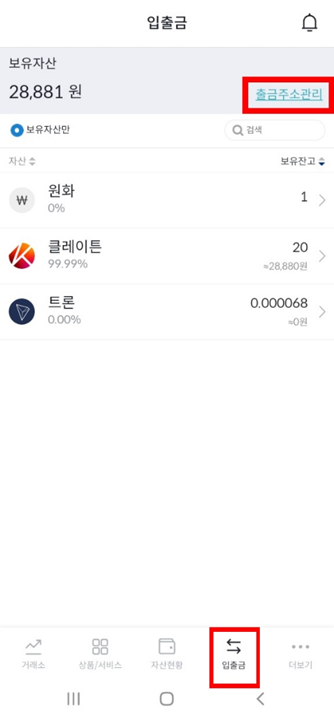 입출금
보유자산
28,881 원
출금주소관리
보유자산만
검색
자산
보유잔고
₩
원화
1
0%
클레이튼
20
99.99%
≈28,880원
트론
0.000068
0.00%
≈0원
거래소
상품/서비스
자산현황
입출금
더보기